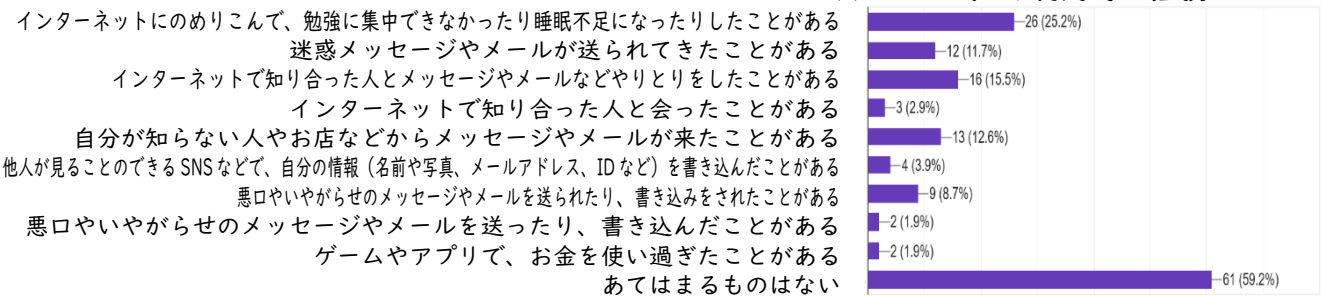 インターネットにのめりこんで、勉強に集中できなかったり睡眠不足になったりしたことがある 26 (25.2%)
迷惑メッセージやメールが送られてきたことがある 12 (11.7%)
インターネットで知り合った人とメッセージやメールなどやりとりをしたことがある 16 (15.5%)
インターネットで知り合った人と会ったことがある 3 (2.9%)
自分が知らない人やお店などからメッセージやメールが来たことがある 13 (12.6%)
他人が見ることのできるSNSなどで、自分の情報（名前や写真、メールアドレス、IDなど）を書き込んだことがある 4 (3.9%)
悪口やいやがらせのメッセージやメールを送られたり、書き込みをされたことがある 9 (8.7%)
悪口やいやがらせのメッセージやメールを送ったり、書き込んだことがある 2 (1.9%)
ゲームやアプリで、お金を使い過ぎたことがある 2 (1.9%)
あてはまるものはない 61 (59.2%)